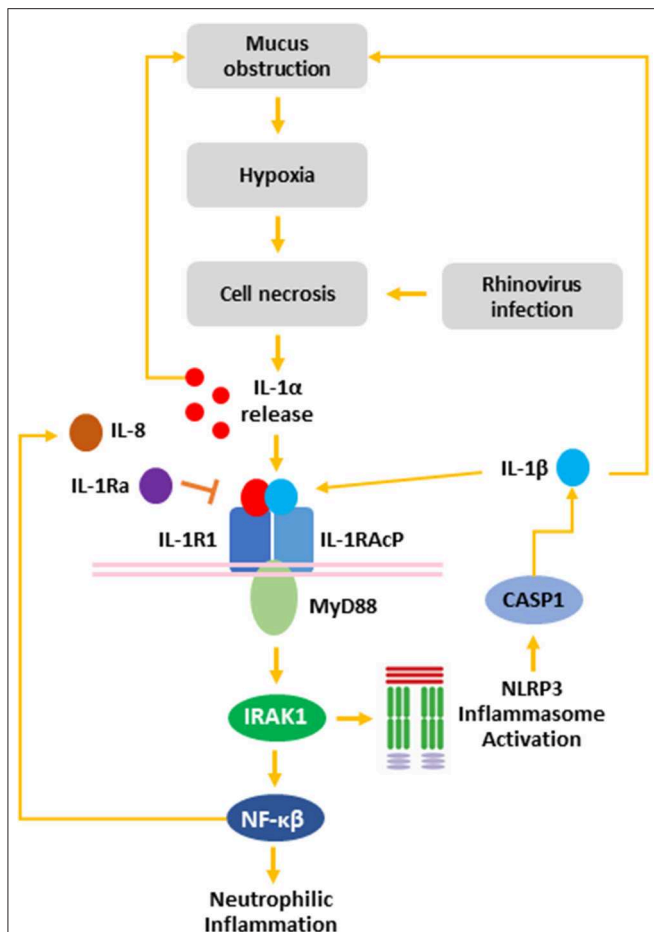 Mucus
obstruction
Hypoxia
Cell necrosis
Rhinovirus
infection
IL-1α
release
IL-8
IL-1Ra
IL-1β
IL-1R1
IL-1RAcP
MyD88
CASP1
IRAK1
NLRP3
Inflammasome
Activation
NF-κβ
Neutrophilic
Inflammation